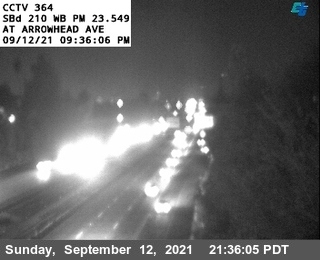 CCTV 364
SBd 210 WB PM 23.549
AT ARROWHEAD AVE
09/12/21 09:36:06 PM
Sunday, September 12, 2021 21:36:05 PDT